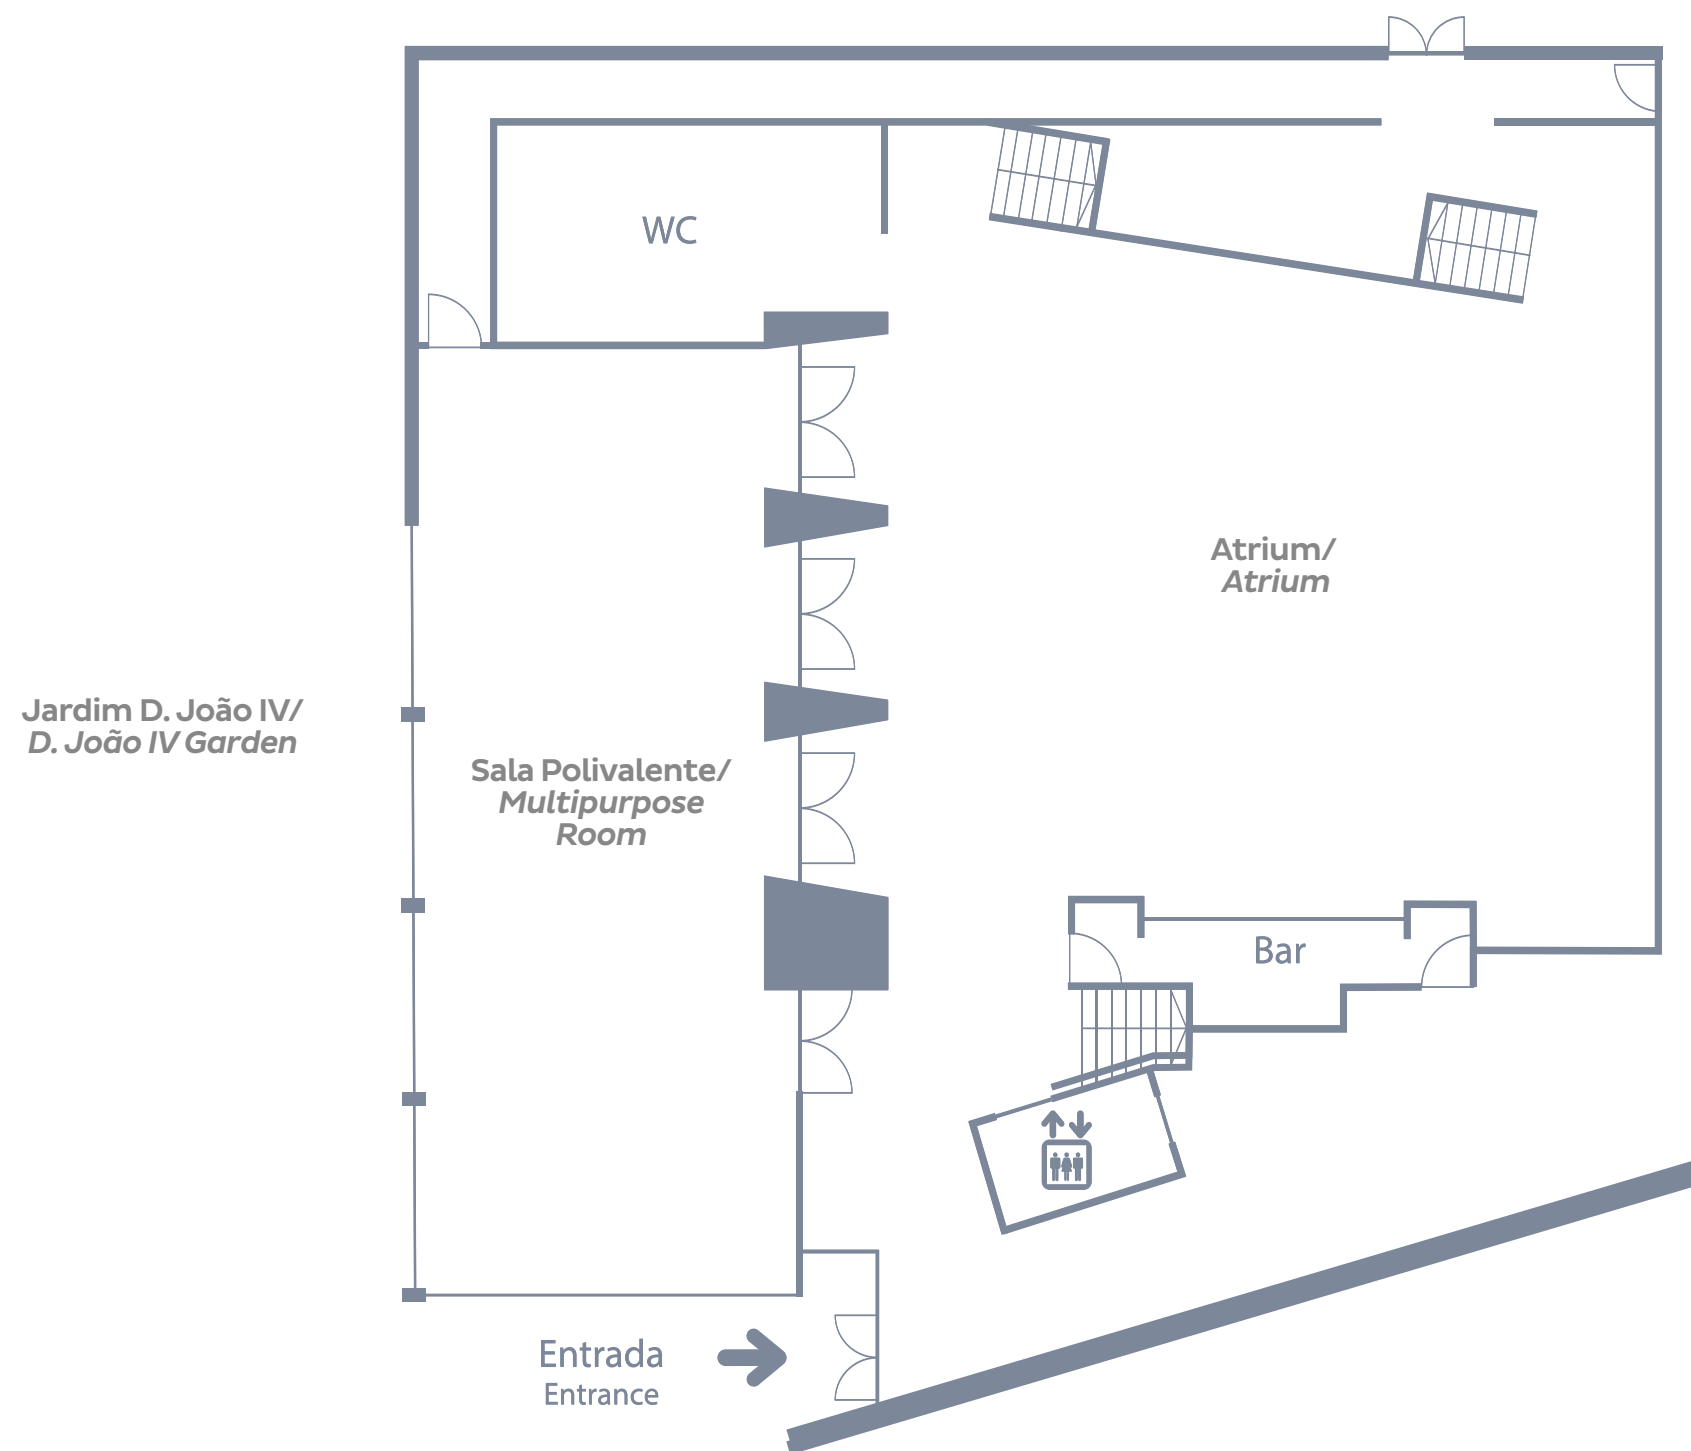 WC
Atrium/
Atrium
Jardim D. João IV/
D. João IV Garden
Sala Polivalente/
Multipurpose
Room
Bar
Entrada
Entrance